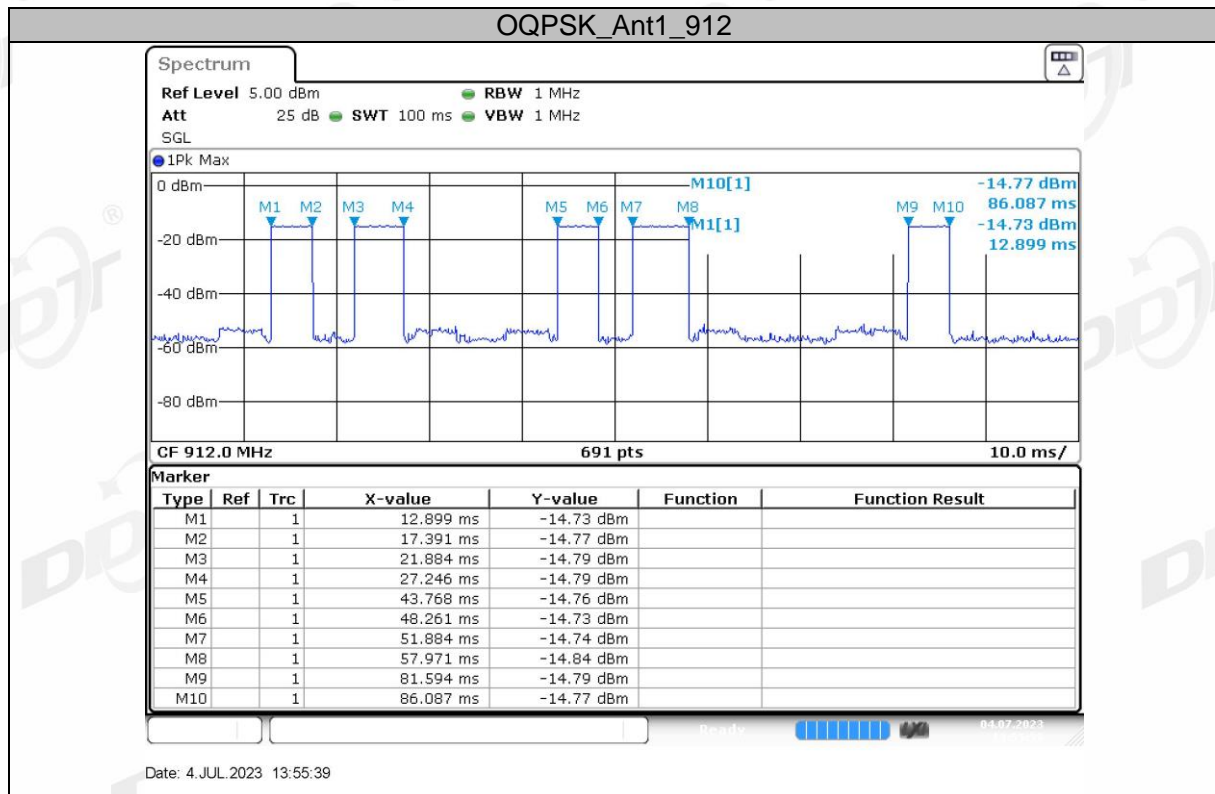 OQPSK_Ant1_912
Spectrum
Ref Level 5.00 dBm RBW 1 MHz
Att 25 dB SWT 100 ms VBW 1 MHz
SGL
1Pk Max
0 dBm M10[1] -14.77 dBm
86.087 ms
M1 M2 M3 M4 M5 M6 M7 M8 M9 M10
M1[1] -14.73 dBm
12.899 ms
-20 dBm
-40 dBm
-60 dBm
-80 dBm
CF 912.0 MHz 691 pts 10.0 ms/
Marker
Type Ref Trc X-value Y-value Function Function Result
M1 1 12.899 ms -14.73 dBm
M2 1 17.391 ms -14.77 dBm
M3 1 21.884 ms -14.79 dBm
M4 1 27.246 ms -14.79 dBm
M5 1 43.768 ms -14.76 dBm
M6 1 48.261 ms -14.73 dBm
M7 1 51.884 ms -14.74 dBm
M8 1 57.971 ms -14.84 dBm
M9 1 81.594 ms -14.79 dBm
M10 1 86.087 ms -14.77 dBm
Ready 04.07.2023
Date: 4.JUL.2023 13:55:39